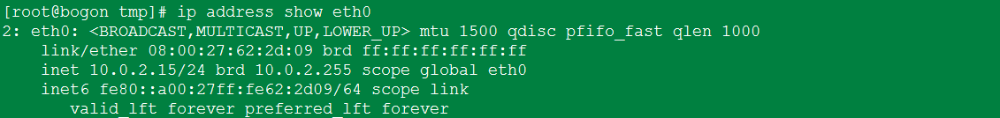 [root@bogon tmp]# ip address show eth0
2: eth0: <BROADCAST,MULTICAST,UP,LOWER_UP> mtu 1500 qdisc pfifo_fast qlen 1000
    link/ether 08:00:27:62:2d:09 brd ff:ff:ff:ff:ff:ff
    inet 10.0.2.15/24 brd 10.0.2.255 scope global eth0
    inet6 fe80::a00:27ff:fe62:2d09/64 scope link
       valid_lft forever preferred_lft forever